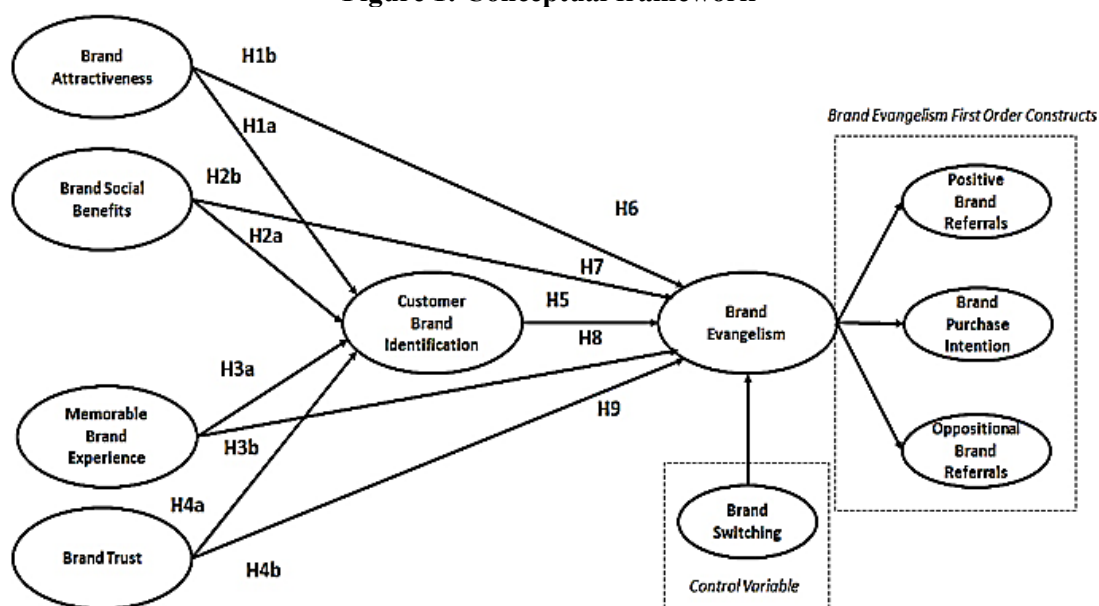 Figure 1: Conceptual framework
Brand
Attractiveness
H1b
H1a
Brand Social
Benefits
H2b
H2a
H6
H7
Customer
Brand
Identification
H5
H8
Brand
Evangelism
Memorable
Brand
Experience
H3a
H3b
H9
Brand Trust
H4a
H4b
Brand
Switching
Control Variable
Brand Evangelism First Order Constructs
Positive
Brand
Referrals
Brand
Purchase
Intention
Oppositional
Brand
Referrals